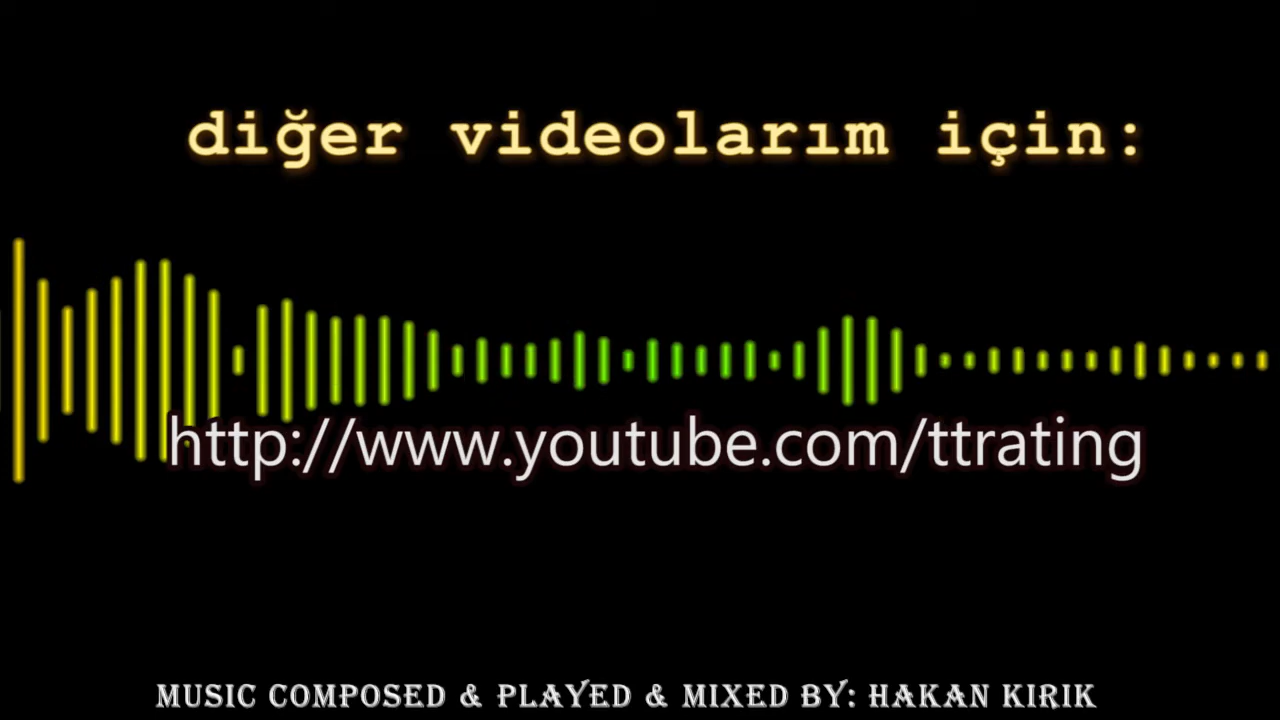 diğer videolarım için:
http://www.youtube.com/ttrating
MUSIC COMPOSED & PLAYED & MIXED BY: HAKAN KIRIK